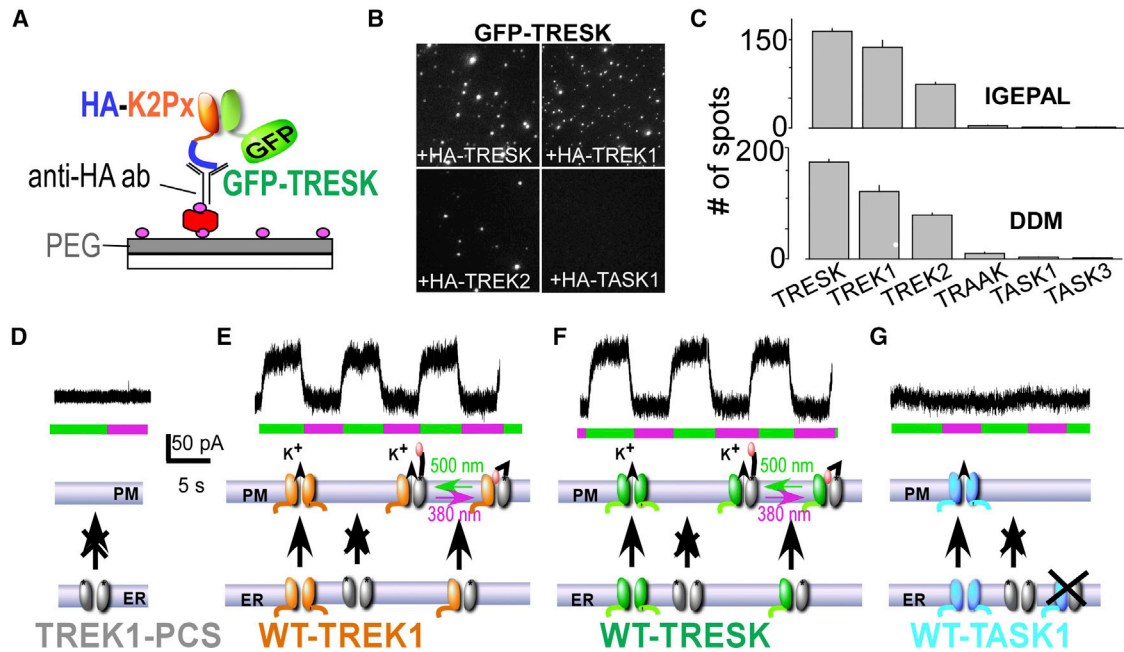 A
HA-K2Px
GFP
anti-HA ab
GFP-TRESK
PEG
B
GFP-TRESK
+HA-TRESK
+HA-TREK1
+HA-TREK2
+HA-TASK1
C
# of spots
150
0
IGEPAL
200
0
DDM
TRESK
TREK1
TREK2
TRAAK
TASK1
TASK3
D
50 pA
5 s
PM
ER
TREK1-PCS
E
K+
K+
500 nm
380 nm
PM
ER
WT-TREK1
F
K+
K+
500 nm
380 nm
PM
ER
WT-TRESK
G
PM
ER
WT-TASK1